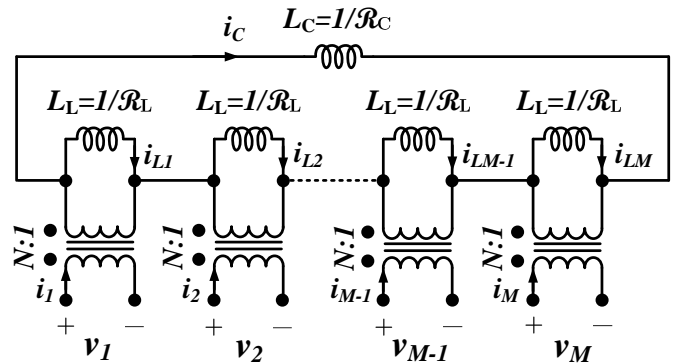 L_C=1/ℛ_C
i_C
L_L=1/ℛ_L L_L=1/ℛ_L L_L=1/ℛ_L L_L=1/ℛ_L
i_L1 i_L2 i_LM-1 i_LM
N:1 N:1 N:1 N:1
i_1 i_2 i_M-1 i_M
+ − + − + − + −
v_1 v_2 v_M-1 v_M